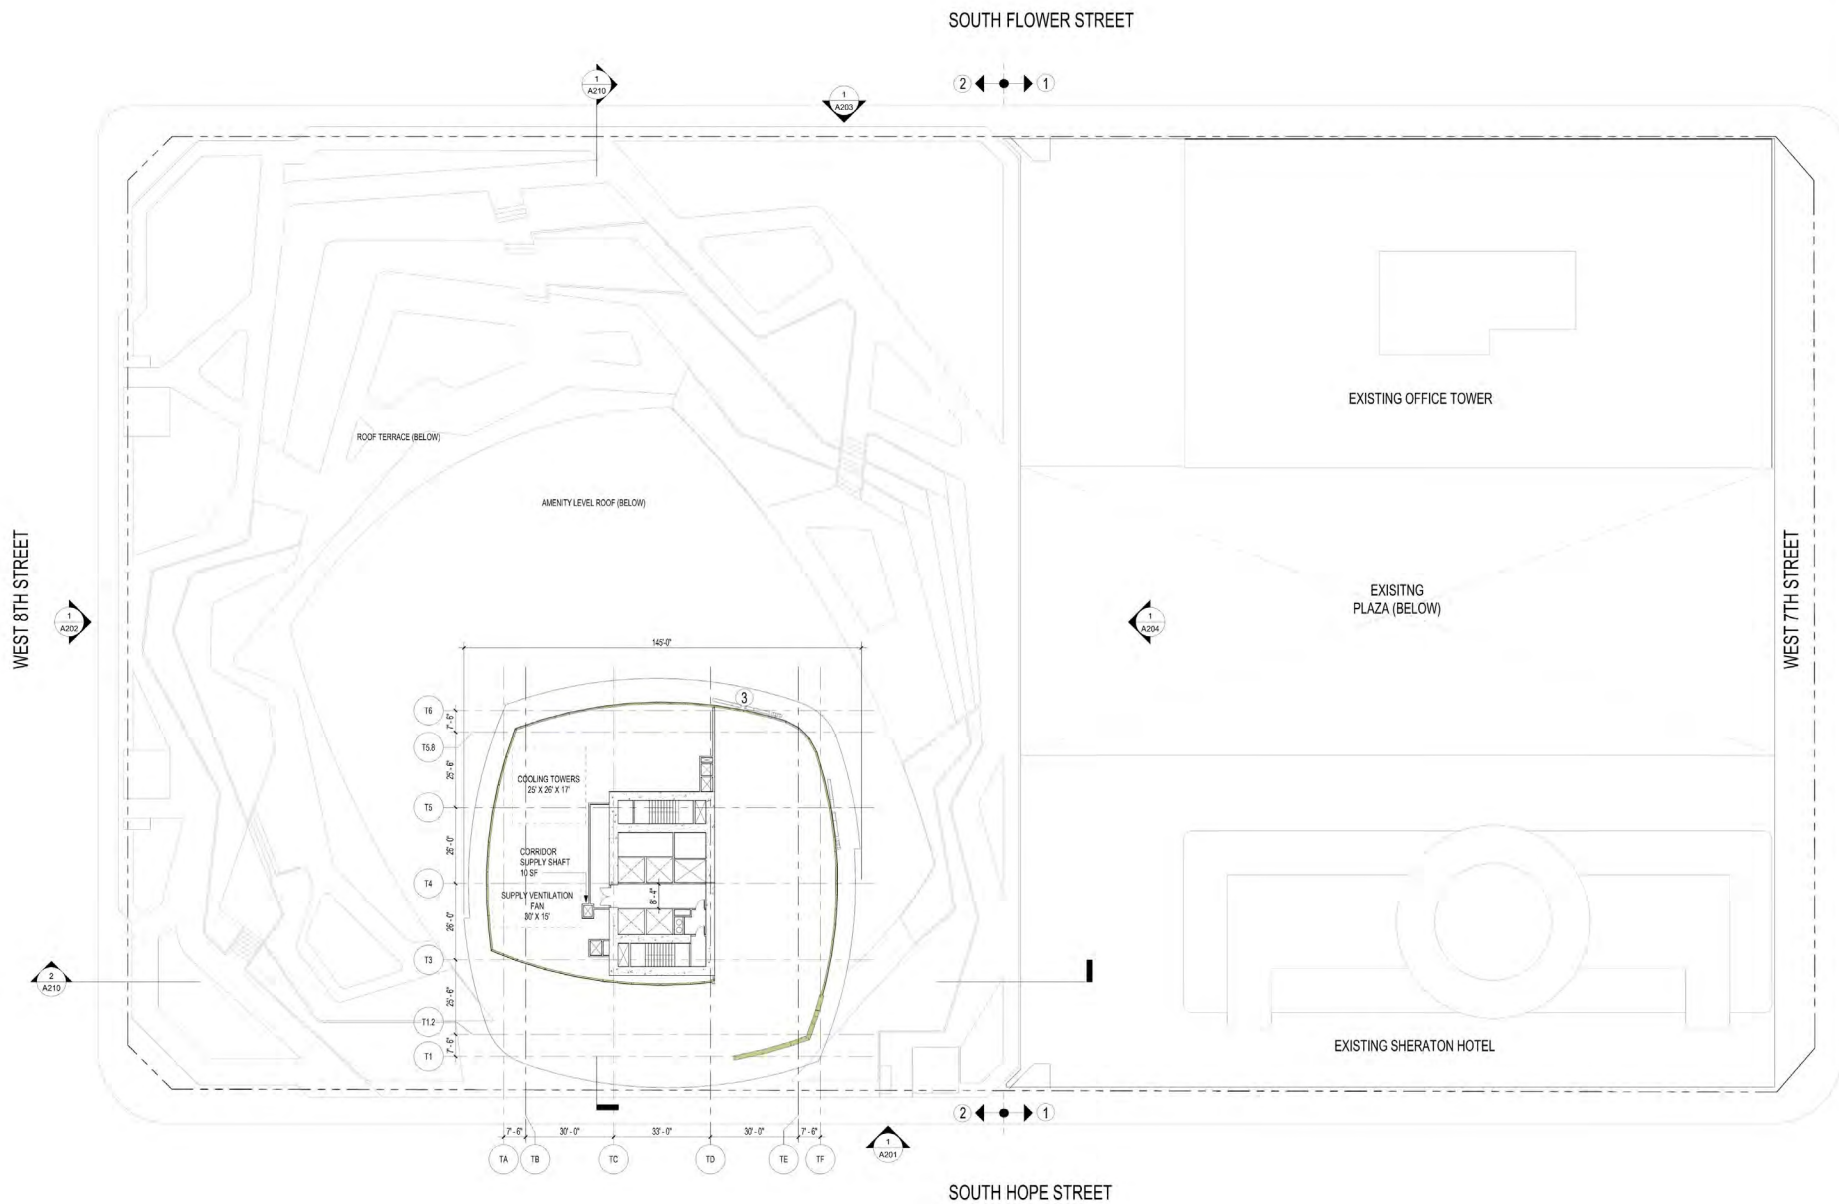 SOUTH FLOWER STREET
1
A210
1
A203
2
1
EXISTING OFFICE TOWER
ROOF TERRACE (BELOW)
AMENITY LEVEL ROOF (BELOW)
WEST 8TH STREET
WEST 7TH STREET
EXISITNG
PLAZA (BELOW)
1
A202
1
A204
145'-0"
3
T6
7'- 6"
T5.8
25'-6"
COOLING TOWERS
25' X 26' X 17'
T5
26'-0"
CORRIDOR
SUPPLY SHAFT
10 SF
T4
8'- 4"
SUPPLY VENTILATION
FAN
30' X 15'
26'-0"
T3
2
A210
25'-6"
T1.2
7'- 6"
T1
EXISTING SHERATON HOTEL
2
1
7'- 6"
30'- 0"
33'- 0"
30'- 0"
7'- 6"
1
A201
TA
TB
TC
TD
TE
TF
SOUTH HOPE STREET